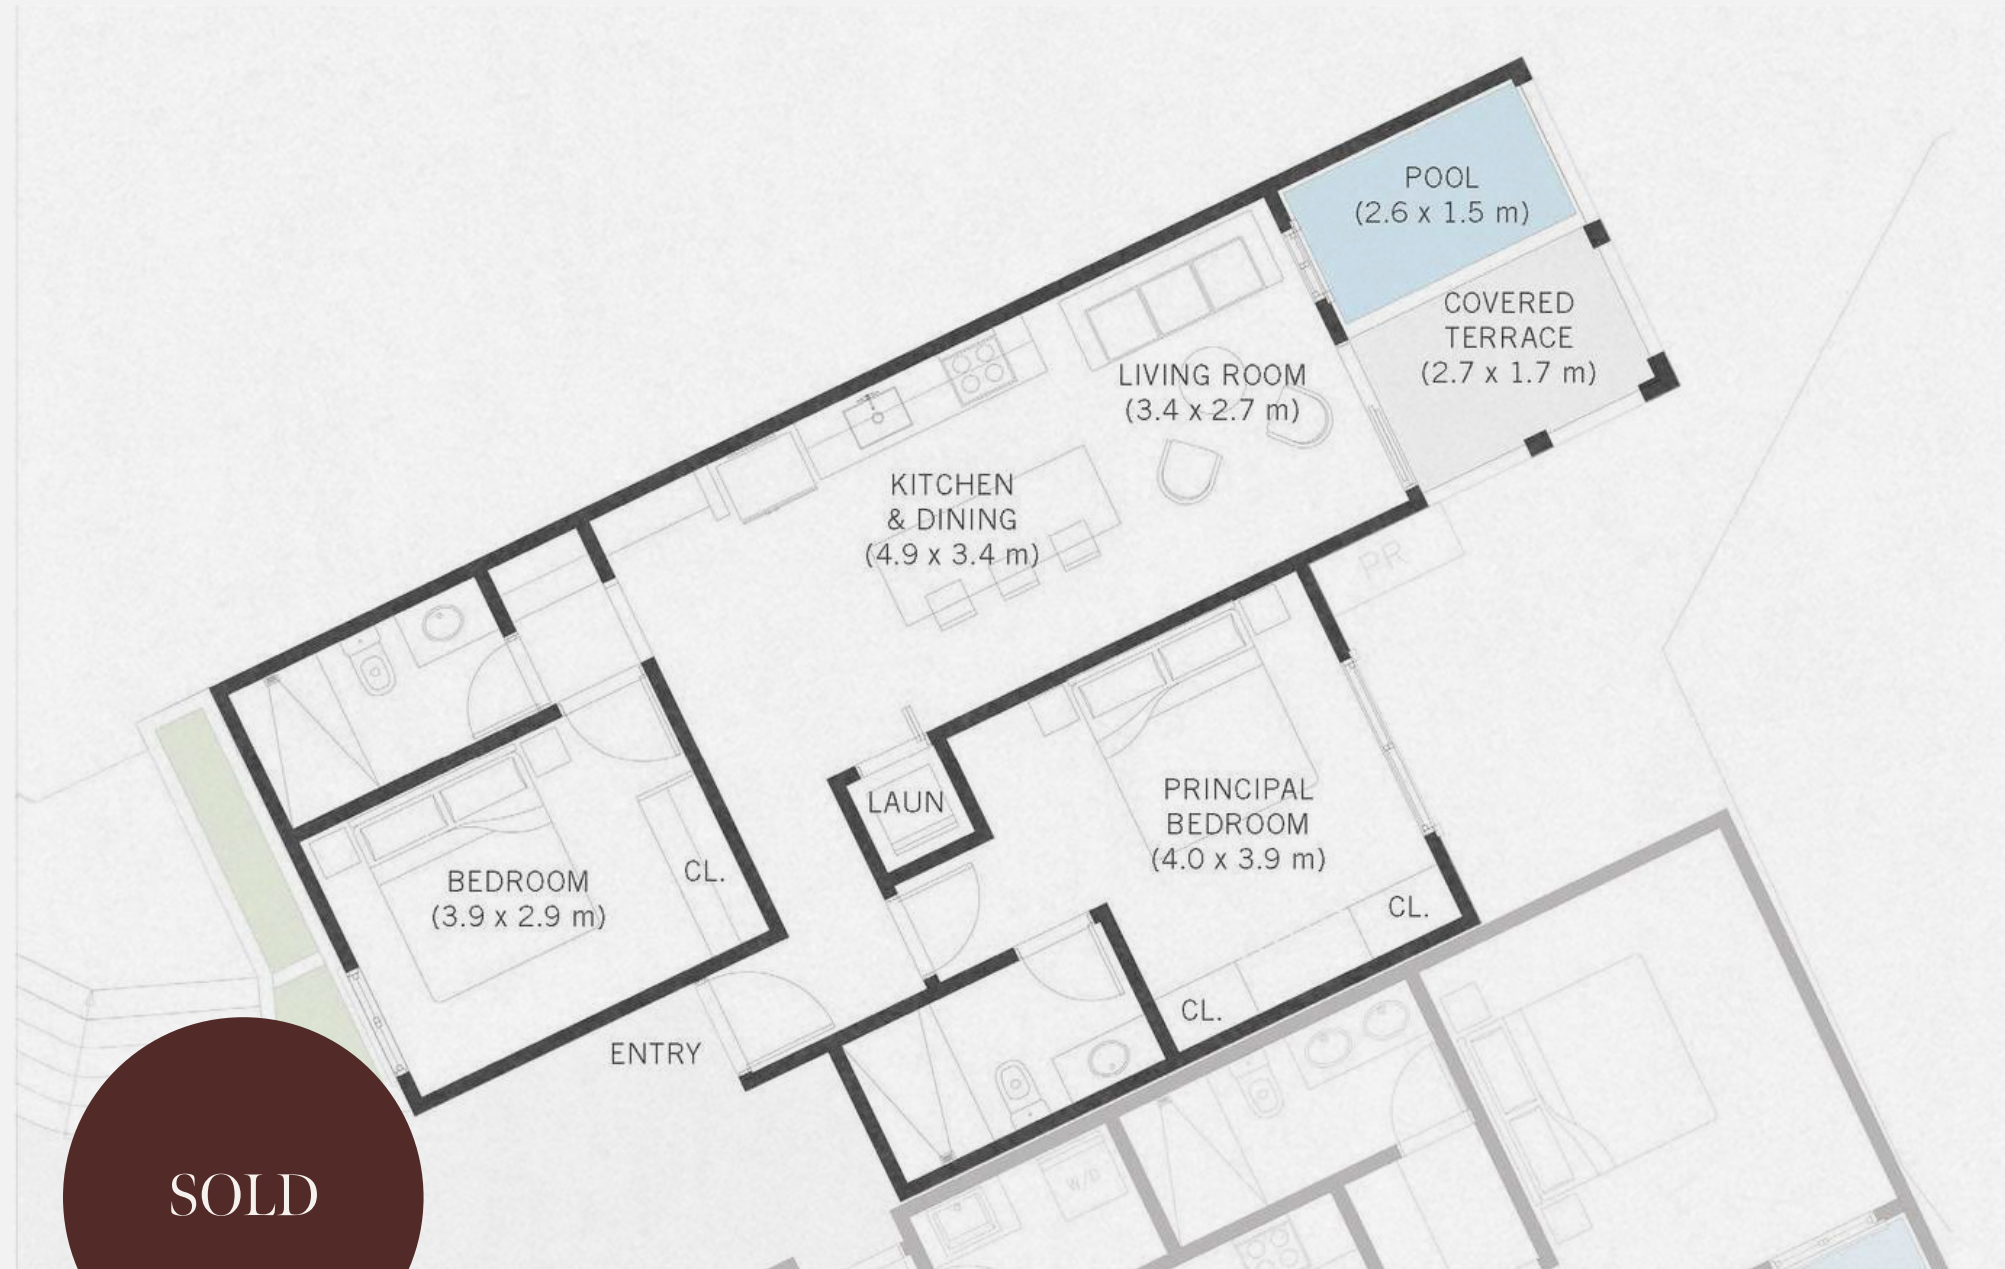 POOL
(2.6 x 1.5 m)
COVERED
TERRACE
(2.7 x 1.7 m)
LIVING ROOM
(3.4 x 2.7 m)
KITCHEN
& DINING
(4.9 x 3.4 m)
PR
LAUN
PRINCIPAL
BEDROOM
(4.0 x 3.9 m)
BEDROOM
(3.9 x 2.9 m)
CL.
CL.
CL.
ENTRY
W/D
SOLD